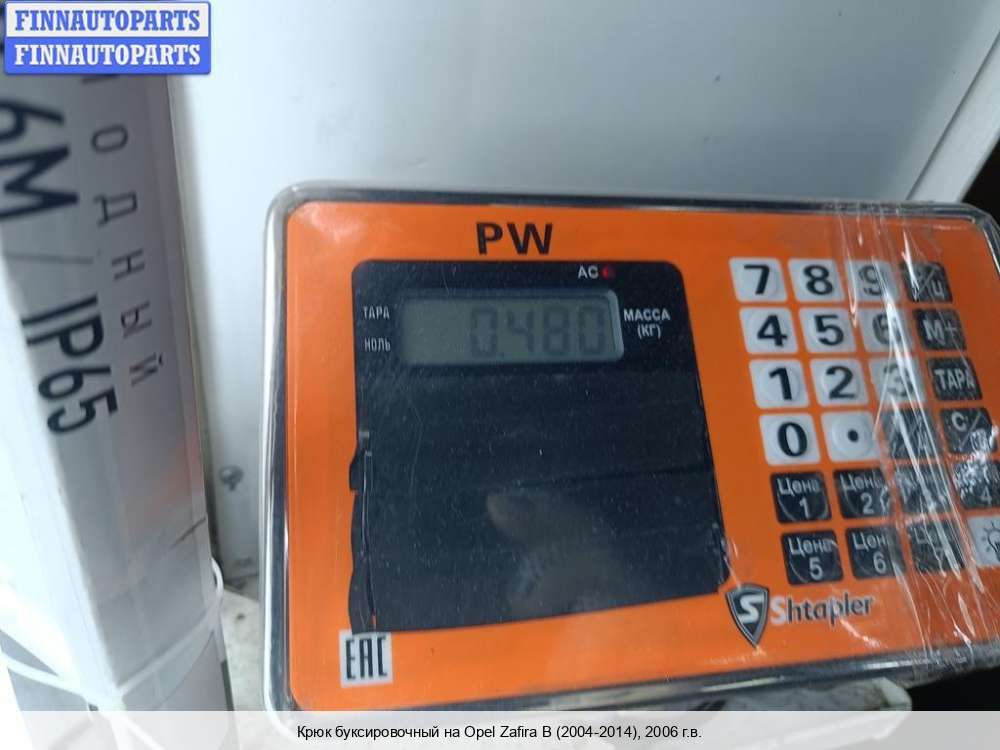 FINNAUTOPARTS
FINNAUTOPARTS
ОДНЫЙ
6М / IP65
PW
AC
ТАРА
НОЛЬ
0.480
МАССА
(КГ)
7 8 9
4 5 6 М+
1 2 3 ТАРА
0 • С
Цена 1
Цена 2
4
Цена 5
Цена 6
Shtapler
EAC
Крюк буксировочный на Opel Zafira B (2004-2014), 2006 г.в.